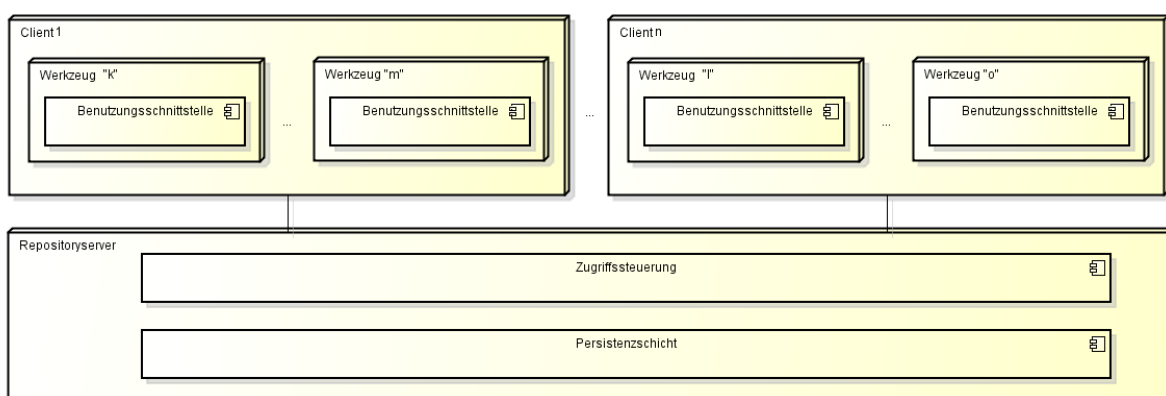 Client 1
Werkzeug "k"
Benutzungsschnittstelle
...
Werkzeug "m"
Benutzungsschnittstelle
...
Client n
Werkzeug "l"
Benutzungsschnittstelle
...
Werkzeug "o"
Benutzungsschnittstelle
Repositoryserver
Zugriffssteuerung
Persistenzschicht